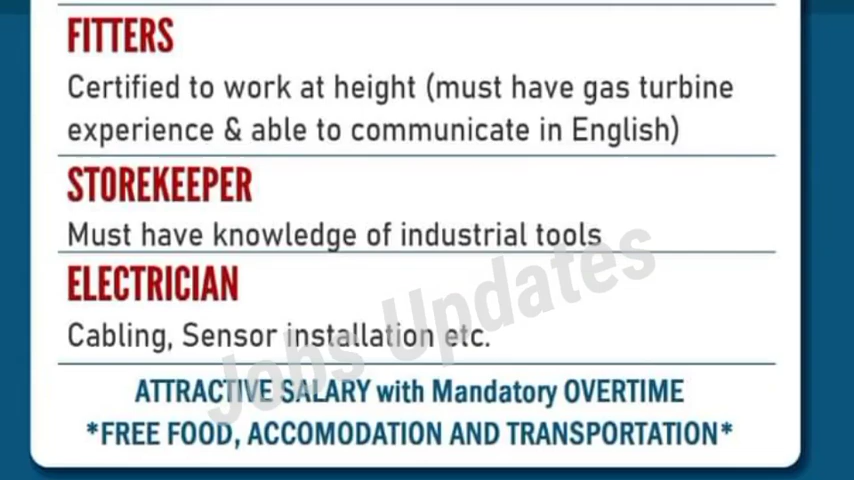 FITTERS
Certified to work at height (must have gas turbine
experience & able to communicate in English)
STOREKEEPER
Must have knowledge of industrial tools
ELECTRICIAN
Cabling, Sensor installation etc.
Jobs Updates
ATTRACTIVE SALARY with Mandatory OVERTIME
*FREE FOOD, ACCOMODATION AND TRANSPORTATION*